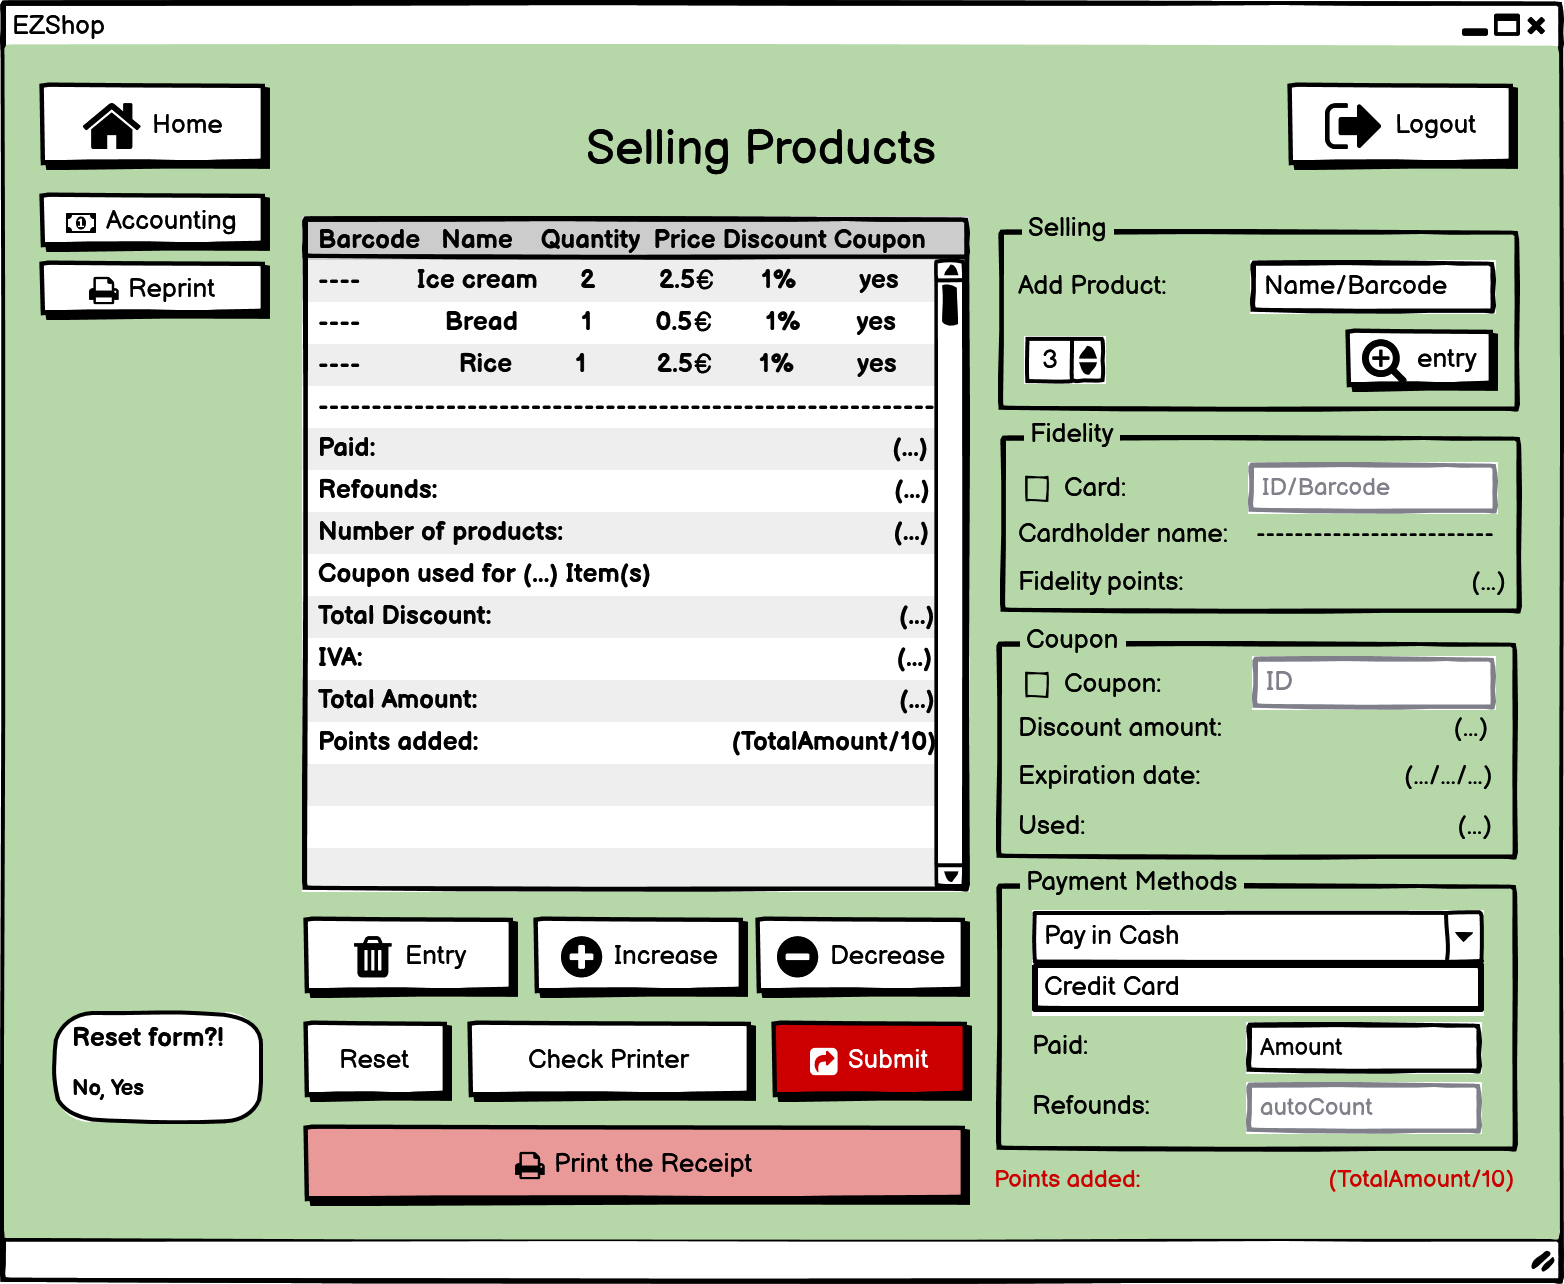 EZShop
Home
Logout
Selling Products
Accounting
Reprint
Barcode Name Quantity Price Discount Coupon
---- Ice cream 2 2.5€ 1% yes
---- Bread 1 0.5€ 1% yes
---- Rice 1 2.5€ 1% yes
----------------------------------------------------------------
Paid: (...)
Refounds: (...)
Number of products: (...)
Coupon used for (...) Item(s)
Total Discount: (...)
IVA: (...)
Total Amount: (...)
Points added: (TotalAmount/10)
Entry
Increase
Decrease
Reset
Check Printer
Submit
Print the Receipt
Reset form?!
No, Yes
Selling
Add Product: Name/Barcode
3
entry
Fidelity
Card: ID/Barcode
Cardholder name: -------------------------
Fidelity points: (...)
Coupon
Coupon: ID
Discount amount: (...)
Expiration date: (.../.../...)
Used: (...)
Payment Methods
Pay in Cash
Credit Card
Paid: Amount
Refounds: autoCount
Points added: (TotalAmount/10)